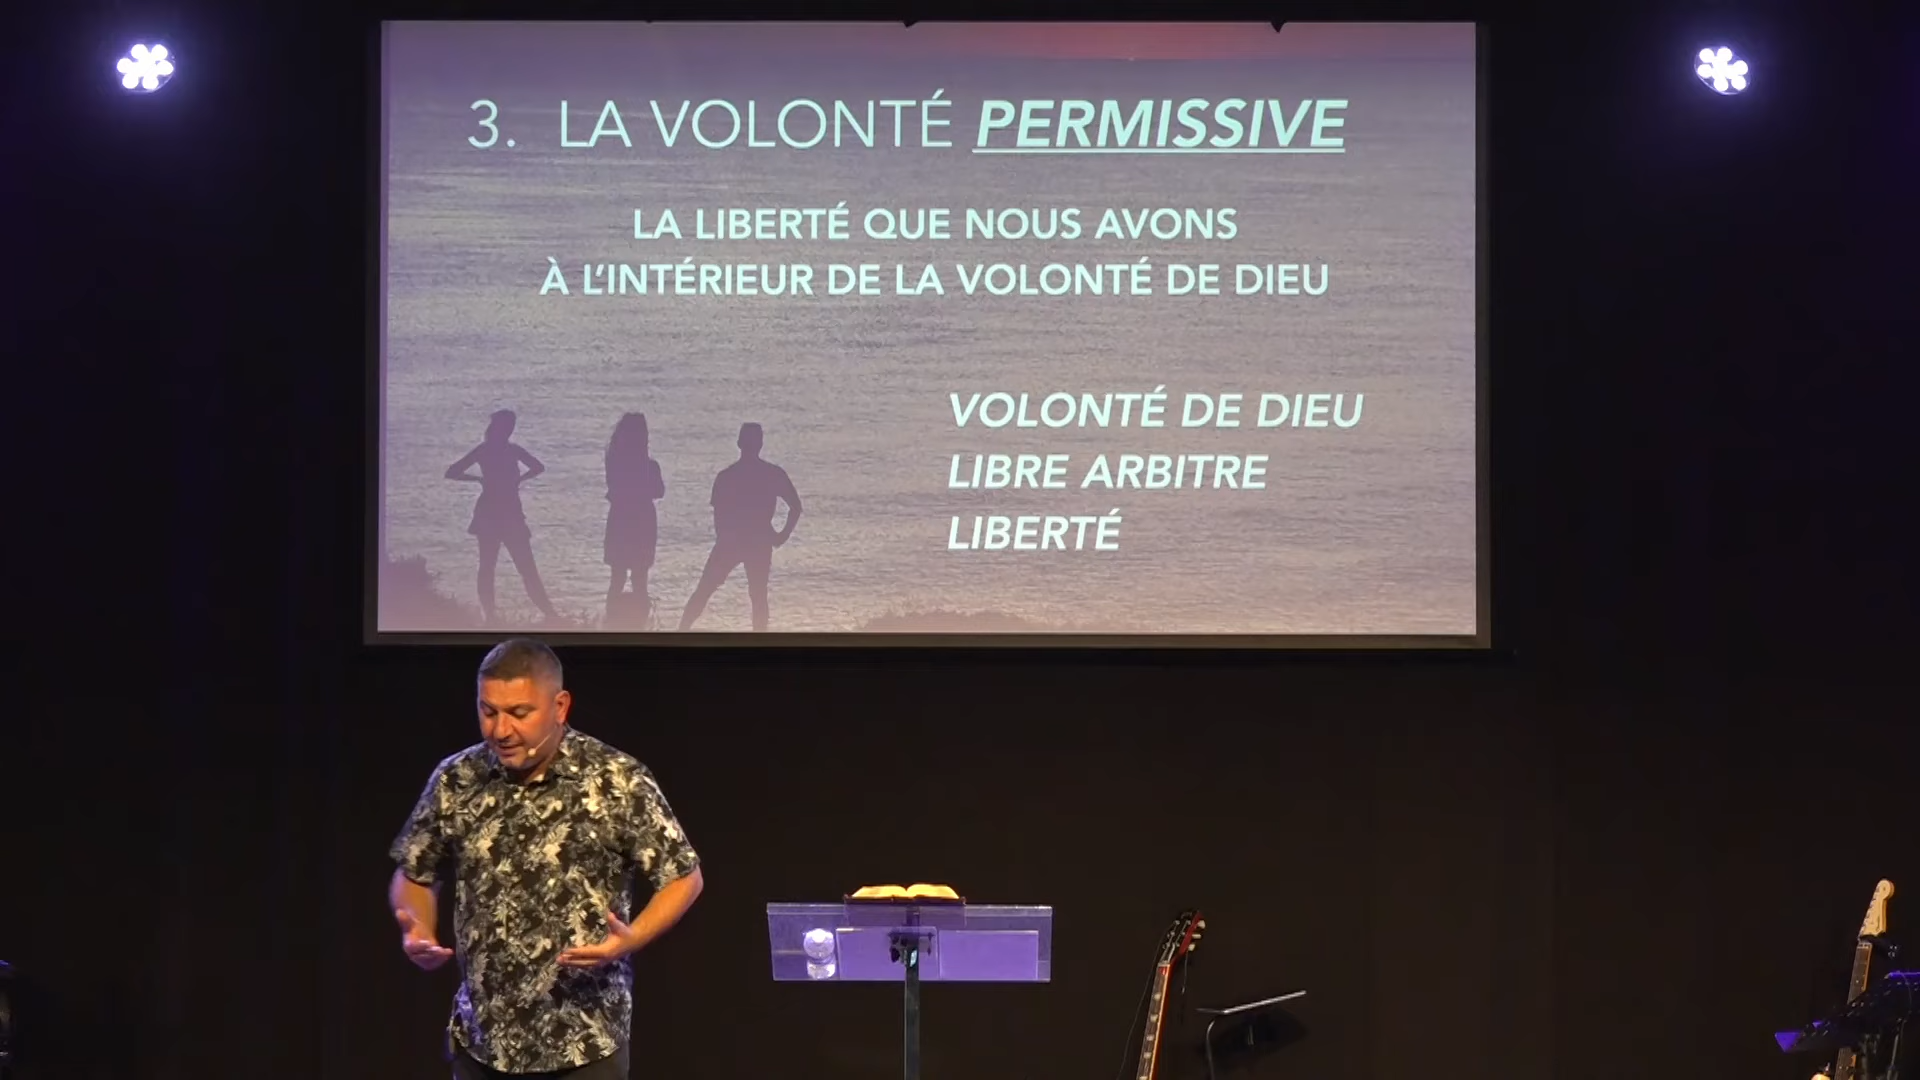 3. LA VOLONTÉ PERMISSIVE
LA LIBERTÉ QUE NOUS AVONS
À L'INTÉRIEUR DE LA VOLONTÉ DE DIEU
VOLONTÉ DE DIEU
LIBRE ARBITRE
LIBERTÉ